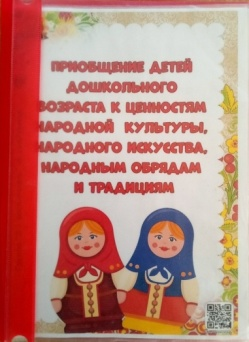 ПРИОБЩЕНИЕ ДЕТЕЙ
ДОШКОЛЬНОГО
ВОЗРАСТА К ЦЕННОСТЯМ
НАРОДНОЙ КУЛЬТУРЫ,
НАРОДНОГО ИСКУССТВА,
НАРОДНЫМ ОБРЯДАМ
И ТРАДИЦИЯМ